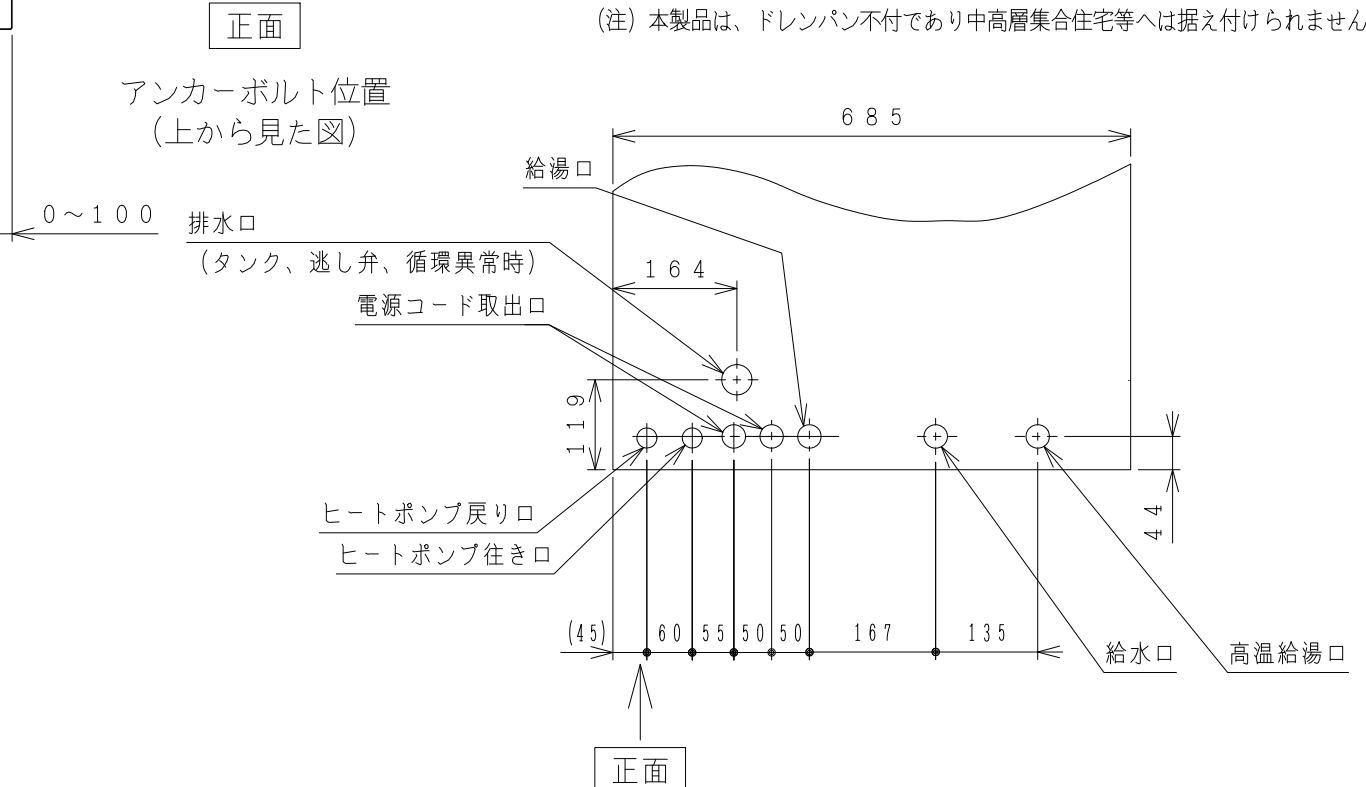 正面
(注) 本製品は、ドレンパン不付であり中高層集合住宅等へは据え付けられません
アンカーボルト位置
(上から見た図)
685
給湯口
0～100
排水口
(タンク、逃し弁、循環異常時)
164
電源コード取出口
119
ヒートポンプ戻り口
ヒートポンプ往き口
44
(45)
60
55
50
50
167
135
給水口
高温給湯口
正面